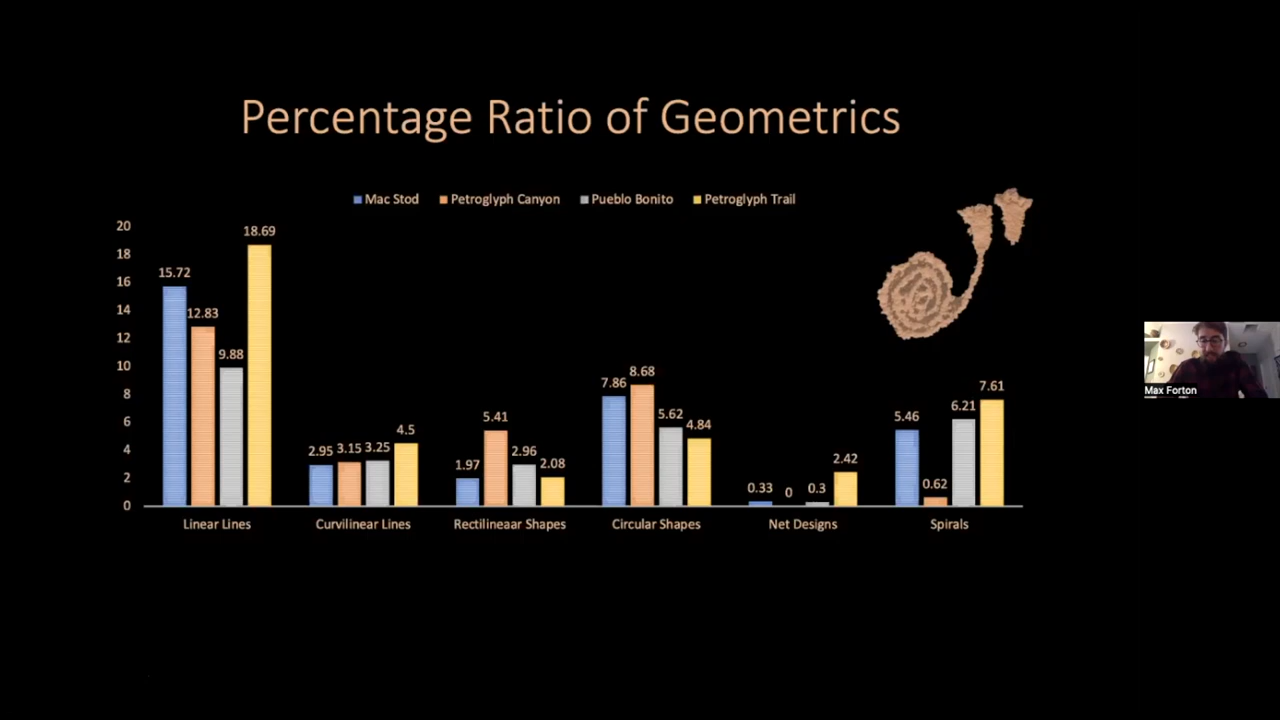 Percentage Ratio of Geometrics
Mac Stod Petroglyph Canyon Pueblo Bonito Petroglyph Trail
20
18
16
14
12
10
8
6
4
2
0
15.72 12.83 9.88 18.69
2.95 3.15 3.25 4.5
1.97 5.41 2.96 2.08
7.86 8.68 5.62 4.84
0.33 0 0.3 2.42
5.46 0.62 6.21 7.61
Linear Lines Curvilinear Lines Rectilineaar Shapes Circular Shapes Net Designs Spirals
Max Forton